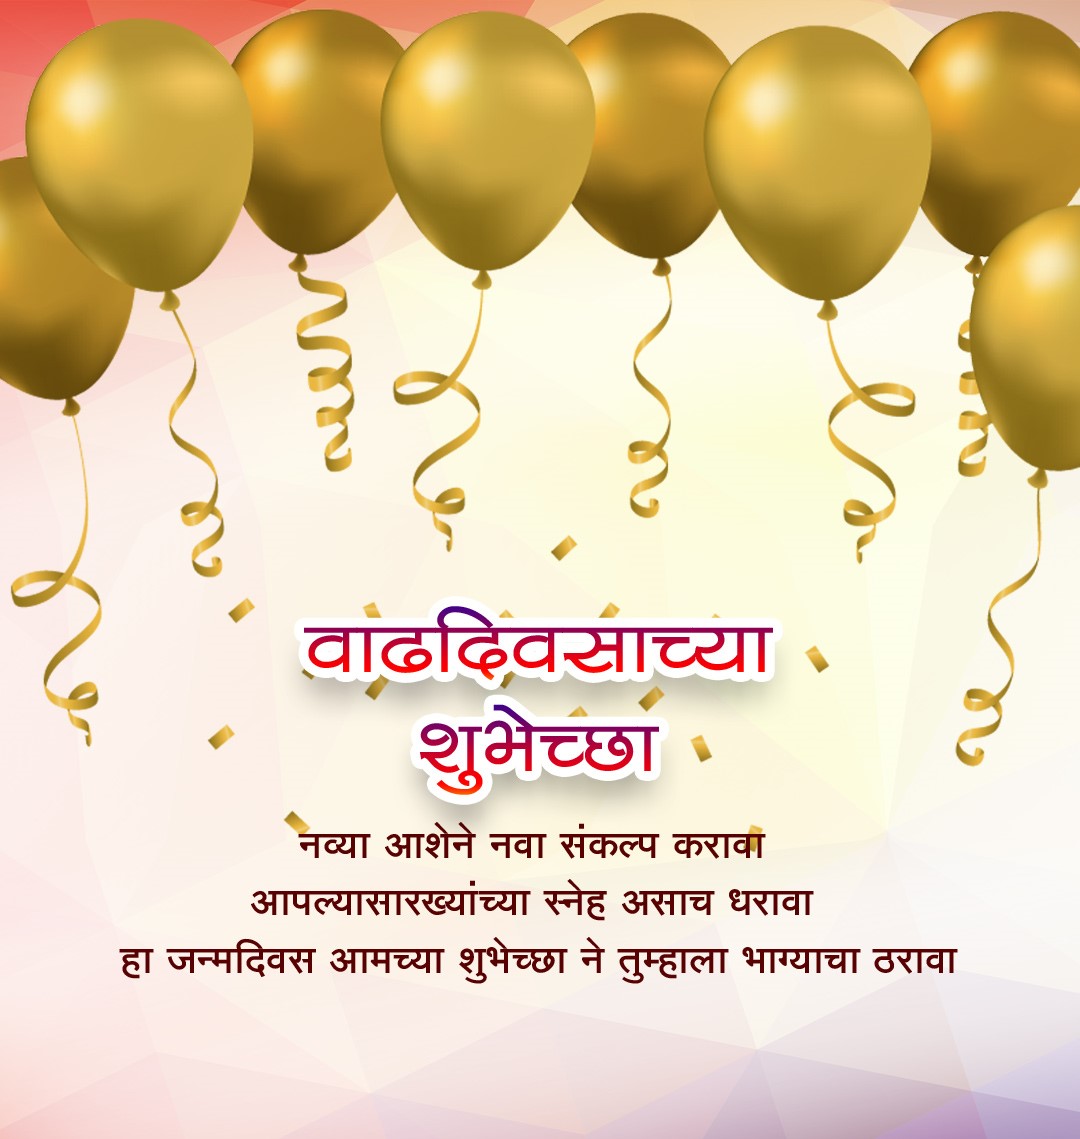 वाढदिवसाच्या
शुभेच्छा
नव्या आशेने नवा संकल्प करावा
आपल्यासारख्यांच्या स्नेह असाच धरावा
हा जन्मदिवस आमच्या शुभेच्छा ने तुम्हाला भाग्याचा ठरावा